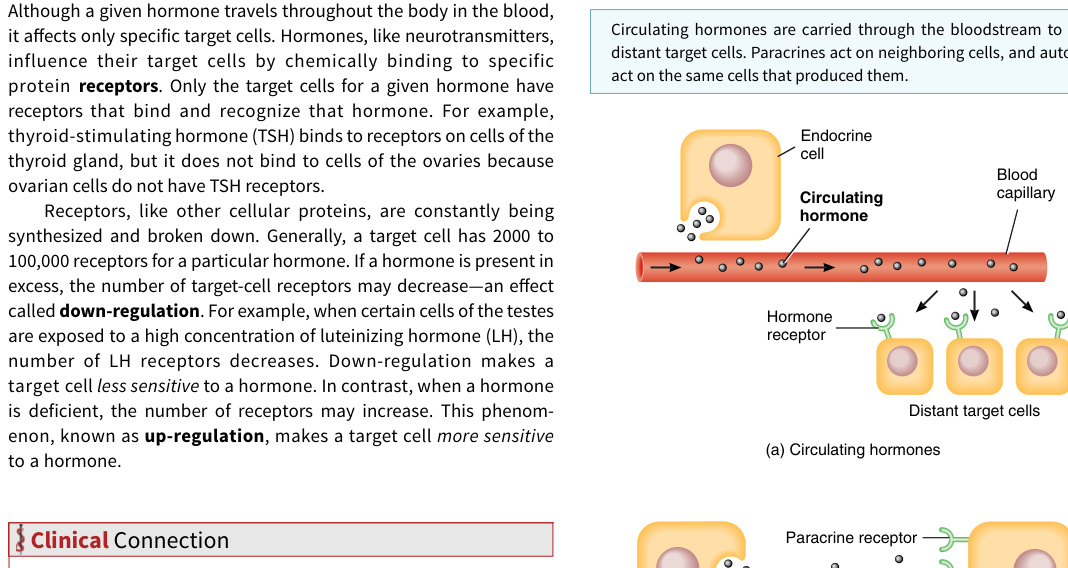 Although a given hormone travels throughout the body in the blood,
it affects only specific target cells. Hormones, like neurotransmitters,
influence their target cells by chemically binding to specific
protein receptors. Only the target cells for a given hormone have
receptors that bind and recognize that hormone. For example,
thyroid-stimulating hormone (TSH) binds to receptors on cells of the
thyroid gland, but it does not bind to cells of the ovaries because
ovarian cells do not have TSH receptors.
Receptors, like other cellular proteins, are constantly being
synthesized and broken down. Generally, a target cell has 2000 to
100,000 receptors for a particular hormone. If a hormone is present in
excess, the number of target-cell receptors may decrease—an effect
called down-regulation. For example, when certain cells of the testes
are exposed to a high concentration of luteinizing hormone (LH), the
number of LH receptors decreases. Down-regulation makes a
target cell less sensitive to a hormone. In contrast, when a hormone
is deficient, the number of receptors may increase. This phenom-
enon, known as up-regulation, makes a target cell more sensitive
to a hormone.
Clinical Connection
Circulating hormones are carried through the bloodstream to
distant target cells. Paracrines act on neighboring cells, and
act on the same cells that produced them.
Endocrine
cell
Circulating
hormone
Blood
capillary
Hormone
receptor
Distant target cells
(a) Circulating hormones
Paracrine receptor